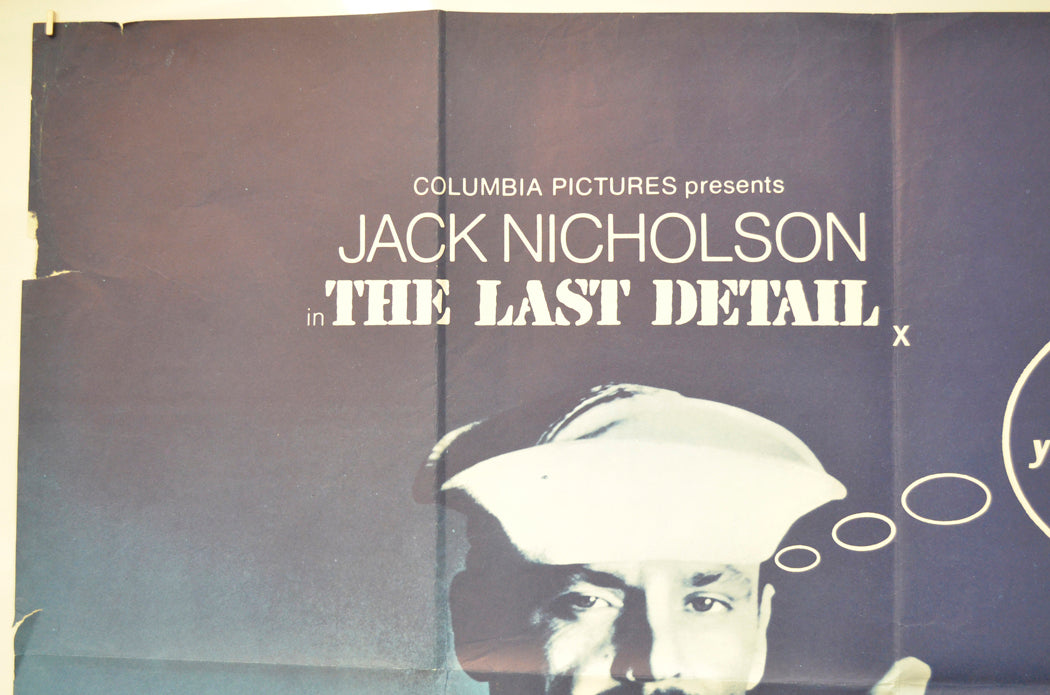 COLUMBIA PICTURES presents
JACK NICHOLSON
in THE LAST DETAIL X
y